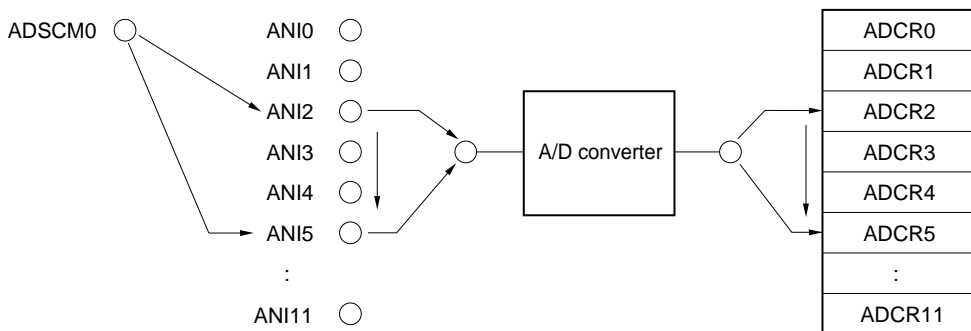 ADSCM0
ANI0
ANI1
ANI2
ANI3
ANI4
ANI5
:
ANI11
A/D converter
ADCR0
ADCR1
ADCR2
ADCR3
ADCR4
ADCR5
:
ADCR11